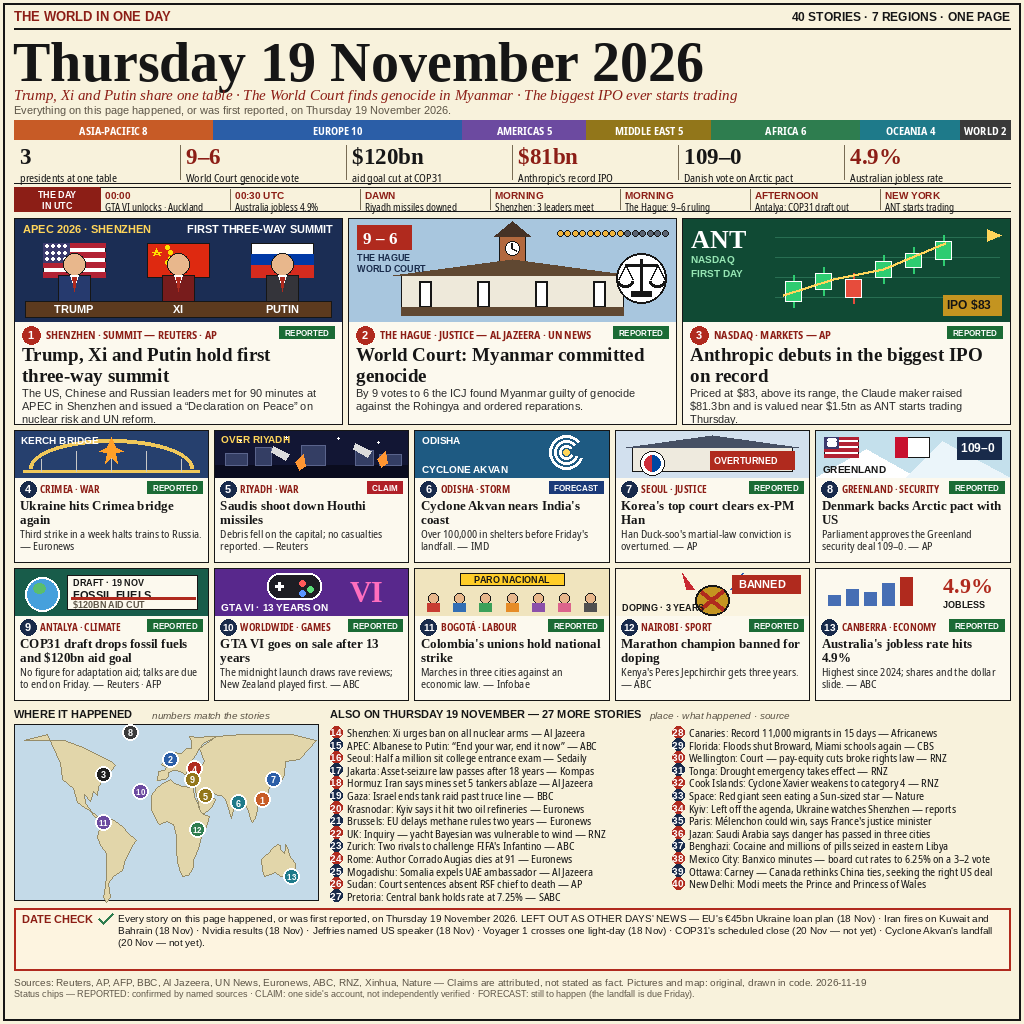 THE WORLD IN ONE DAY
40 STORIES · 7 REGIONS · ONE PAGE
Thursday 19 November 2026
Trump, Xi and Putin share one table · The World Court finds genocide in Myanmar · The biggest IPO ever starts trading
Everything on this page happened, or was first reported, on Thursday 19 November 2026.
ASIA-PACIFIC 8
EUROPE 10
AMERICAS 5
MIDDLE EAST 5
AFRICA 6
OCEANIA 4
WORLD 2
3
presidents at one table
9–6
World Court genocide vote
$120bn
aid goal cut at COP31
$81bn
Anthropic's record IPO
109–0
Danish vote on Arctic pact
4.9%
Australian jobless rate
THE DAY
IN UTC
00:00
GTA VI unlocks · Auckland
00:30 UTC
Australia jobless 4.9%
DAWN
Riyadh missiles downed
MORNING
Shenzhen: 3 leaders meet
MORNING
The Hague: 9–6 ruling
AFTERNOON
Antalya: COP31 draft out
NEW YORK
ANT starts trading
APEC 2026 · SHENZHEN
FIRST THREE-WAY SUMMIT
TRUMP
XI
PUTIN
1 SHENZHEN · SUMMIT — REUTERS · AP
REPORTED
Trump, Xi and Putin hold first
three-way summit
The US, Chinese and Russian leaders met for 90 minutes at
APEC in Shenzhen and issued a “Declaration on Peace” on
nuclear risk and UN reform.
9 – 6
THE HAGUE
WORLD COURT
2 THE HAGUE · JUSTICE — AL JAZEERA · UN NEWS
REPORTED
World Court: Myanmar committed
genocide
By 9 votes to 6 the ICJ found Myanmar guilty of genocide
against the Rohingya and ordered reparations.
ANT
NASDAQ
FIRST DAY
IPO $83
3 NASDAQ · MARKETS — AP
REPORTED
Anthropic debuts in the biggest IPO
on record
Priced at $83, above its range, the Claude maker raised
$81.3bn and is valued near $1.5tn as ANT starts trading
Thursday.
KERCH BRIDGE
4 CRIMEA · WAR
REPORTED
Ukraine hits Crimea bridge
again
Third strike in a week halts trains to Russia.
— Euronews
OVER RIYADH
5 RIYADH · WAR
CLAIM
Saudis shoot down Houthi
missiles
Debris fell on the capital; no casualties
reported. — Reuters
ODISHA
CYCLONE AKVAN
6 ODISHA · STORM
FORECAST
Cyclone Akvan nears India's
coast
Over 100,000 in shelters before Friday's
landfall. — IMD
OVERTURNED
7 SEOUL · JUSTICE
REPORTED
Korea's top court clears ex-PM
Han
Han Duck-soo's martial-law conviction is
overturned. — AP
109–0
GREENLAND
8 GREENLAND · SECURITY
REPORTED
Denmark backs Arctic pact with
US
Parliament approves the Greenland
security deal 109–0. — AP
DRAFT · 19 NOV
FOSSIL FUELS
$120BN AID CUT
9 ANTALYA · CLIMATE
REPORTED
COP31 draft drops fossil fuels
and $120bn aid goal
No figure for adaptation aid; talks are due
to end on Friday. — Reuters · AFP
VI
GTA VI · 13 YEARS ON
10 WORLDWIDE · GAMES
REPORTED
GTA VI goes on sale after 13
years
The midnight launch draws rave reviews;
New Zealand played first. — ABC
PARO NACIONAL
11 BOGOTÁ · LABOUR
REPORTED
Colombia's unions hold national
strike
Marches in three cities against an
economic law. — Infobae
BANNED
DOPING · 3 YEARS
12 NAIROBI · SPORT
REPORTED
Marathon champion banned for
doping
Kenya's Peres Jepchirchir gets three years.
— ABC
4.9%
JOBLESS
13 CANBERRA · ECONOMY
REPORTED
Australia's jobless rate hits
4.9%
Highest since 2024; shares and the dollar
slide. — ABC
WHERE IT HAPPENED
numbers match the stories
8
2
3
4
9
7
10
5
6
1
11
12
13
ALSO ON THURSDAY 19 NOVEMBER — 27 MORE STORIES
place · what happened · source
14 Shenzhen: Xi urges ban on all nuclear arms — Al Jazeera
15 APEC: Albanese to Putin: “End your war, end it now” — ABC
16 Seoul: Half a million sit college entrance exam — Sedaily
17 Jakarta: Asset-seizure law passes after 18 years — Kompas
18 Hormuz: Iran says mines set 5 tankers ablaze — Al Jazeera
19 Gaza: Israel ends tank raid past truce line — BBC
20 Krasnodar: Kyiv says it hit two oil refineries — Euronews
21 Brussels: EU delays methane rules two years — Euronews
22 UK: Inquiry — yacht Bayesian was vulnerable to wind — RNZ
23 Zurich: Two rivals to challenge FIFA's Infantino — ABC
24 Rome: Author Corrado Augias dies at 91 — Euronews
25 Mogadishu: Somalia expels UAE ambassador — Al Jazeera
26 Sudan: Court sentences absent RSF chief to death — AP
27 Pretoria: Central bank holds rate at 7.25% — SABC
28 Canaries: Record 11,000 migrants in 15 days — Africanews
29 Florida: Floods shut Broward, Miami schools again — CBS
30 Wellington: Court — pay-equity cuts broke rights law — RNZ
31 Tonga: Drought emergency takes effect — RNZ
32 Cook Islands: Cyclone Xavier weakens to category 4 — RNZ
33 Space: Red giant seen eating a Sun-sized star — Nature
34 Kyiv: Left off the agenda, Ukraine watches Shenzhen — reports
35 Paris: Mélenchon could win, says France's justice minister
36 Jazan: Saudi Arabia says danger has passed in three cities
37 Benghazi: Cocaine and millions of pills seized in eastern Libya
38 Mexico City: Banxico minutes — board cut rates to 6.25% on a 3–2 vote
39 Ottawa: Carney — Canada rethinks China ties, seeking the right US deal
40 New Delhi: Modi meets the Prince and Princess of Wales
DATE CHECK
Every story on this page happened, or was first reported, on Thursday 19 November 2026. LEFT OUT AS OTHER DAYS' NEWS — EU's €45bn Ukraine loan plan (18 Nov) · Iran fires on Kuwait and
Bahrain (18 Nov) · Nvidia results (18 Nov) · Jeffries named US speaker (18 Nov) · Voyager 1 crosses one light-day (18 Nov) · COP31's scheduled close (20 Nov — not yet) · Cyclone Akvan's landfall
(20 Nov — not yet).
Sources: Reuters, AP, AFP, BBC, Al Jazeera, UN News, Euronews, ABC, RNZ, Xinhua, Nature — Claims are attributed, not stated as fact. Pictures and map: original, drawn in code. 2026-11-19
Status chips — REPORTED: confirmed by named sources · CLAIM: one side's account, not independently verified · FORECAST: still to happen (the landfall is due Friday).